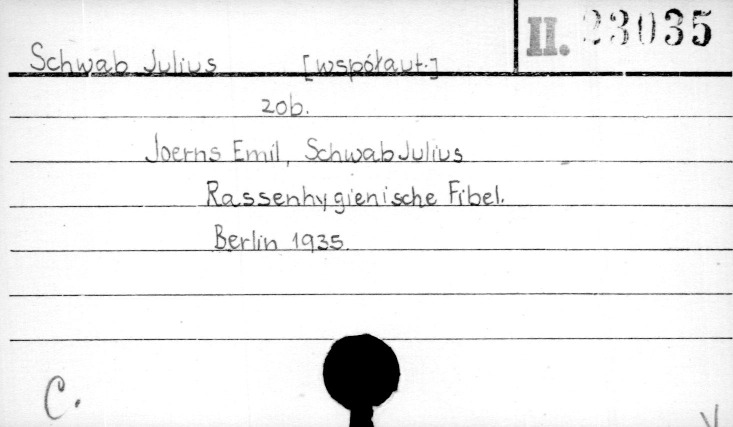 II. 23035
Schwab Julius [współaut.]
zob.
Joerns Emil, Schwab Julius
Rassenhygienische Fibel.
Berlin 1935.
C.
V